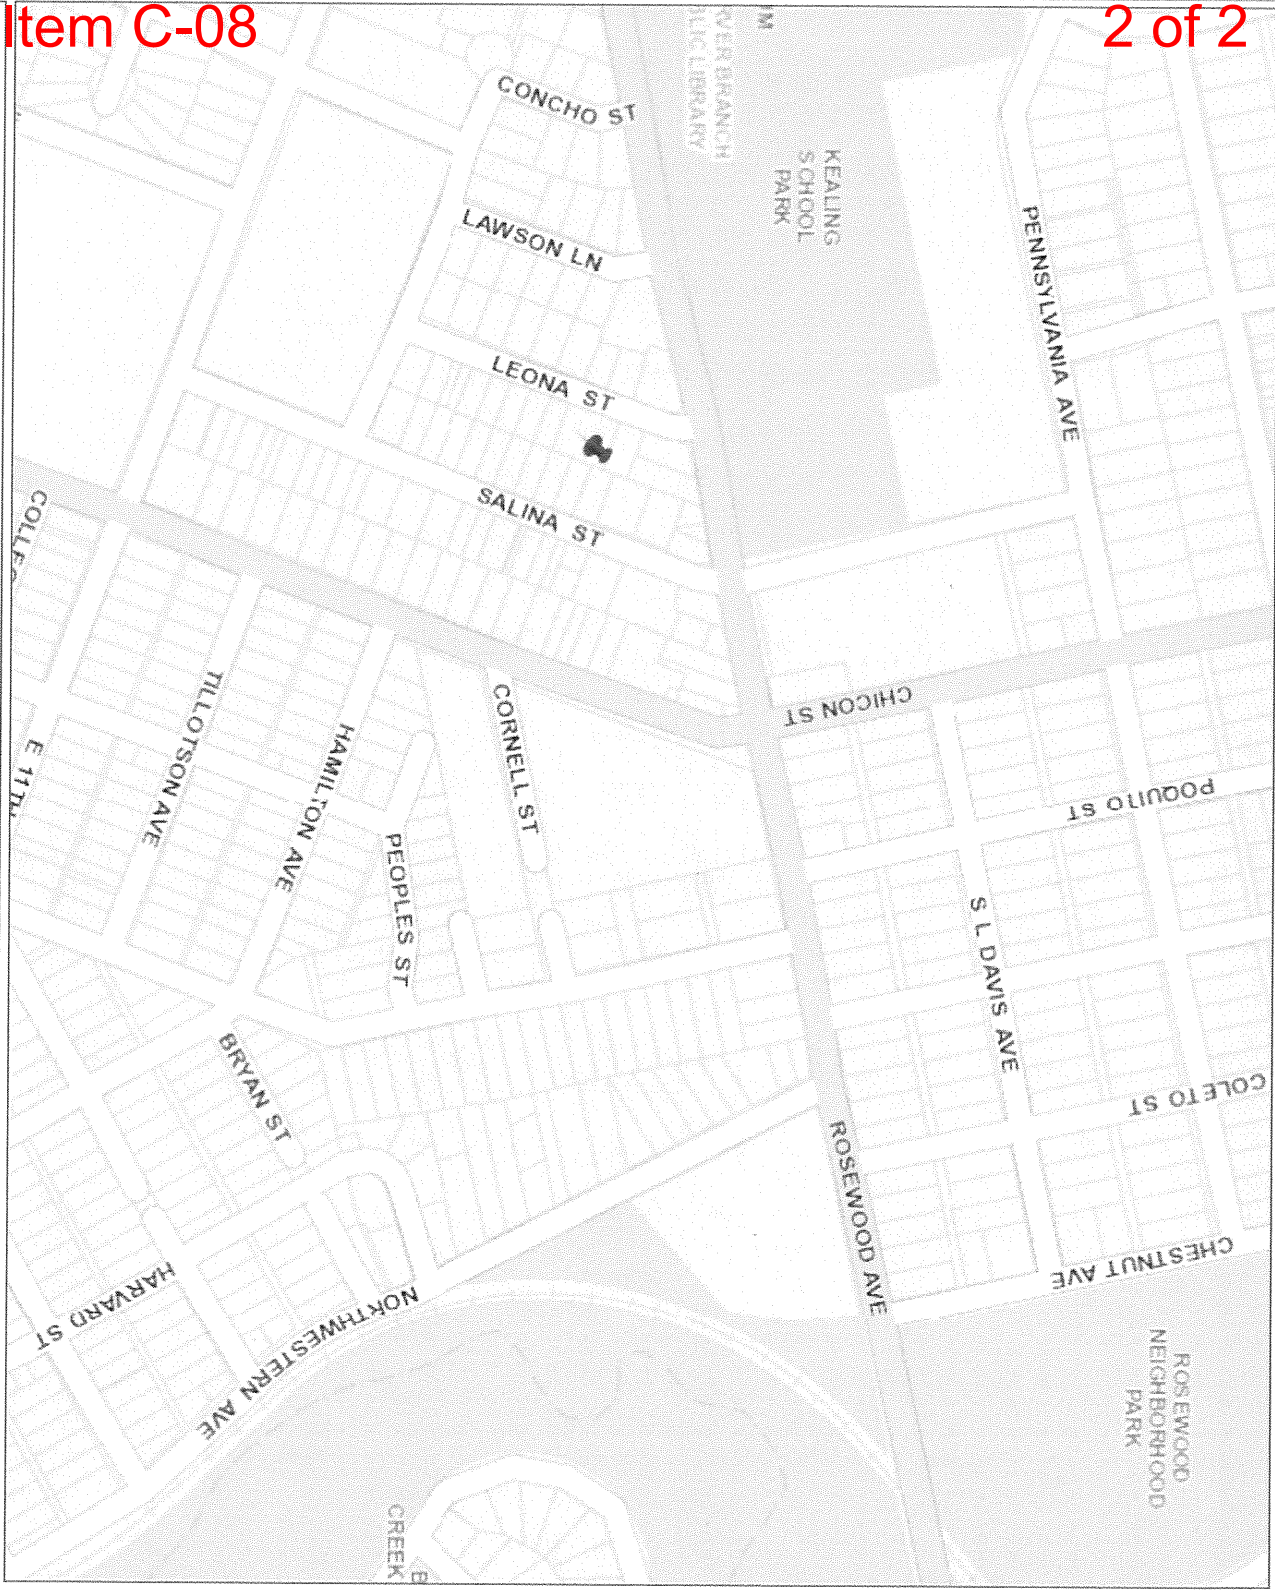 Item C-08
2 of 2
CONCHO ST
BRANCH
LIBRARY
KEALING
SCHOOL
PARK
LAWSON LN
PENNSYLVANIA AVE
LEONA ST
SALINA ST
TILLOTSON AVE
HAMILTON AVE
CORNELL ST
CHICON ST
E 11TH
POQUITO ST
PEOPLES ST
S L DAVIS AVE
BRYAN ST
COLETO ST
ROSEWOOD AVE
HARVARD ST
NORTHWESTERN AVE
CHESTNUT AVE
ROSEWOOD
NEIGHBORHOOD
PARK
CREEK